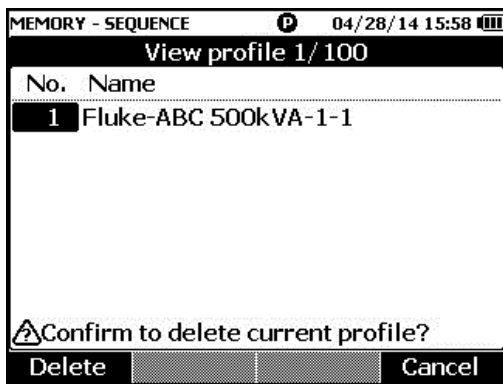 MEMORY - SEQUENCE P 04/28/14 15:58
View profile 1/100
No. Name
1 Fluke-ABC 500kVA-1-1
Confirm to delete current profile?
Delete Cancel